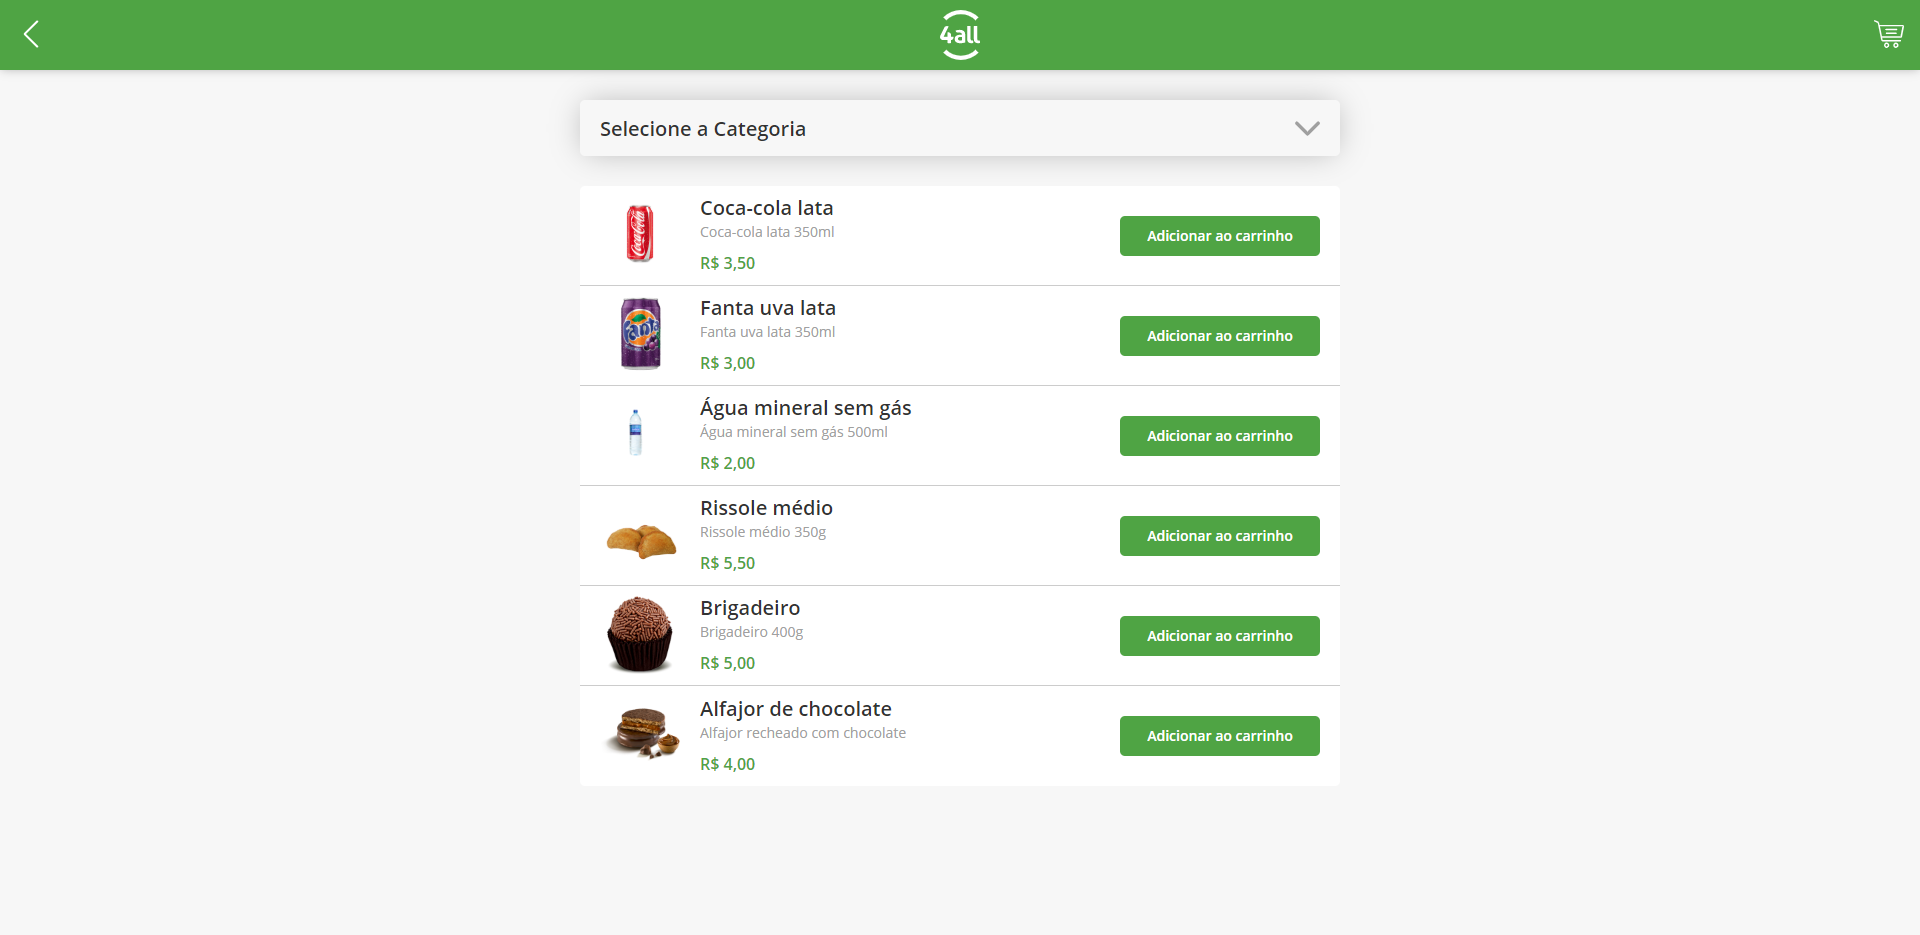 4all
Selecione a Categoria
Coca-cola lata
Coca-cola lata 350ml
R$ 3,50
Adicionar ao carrinho
Fanta uva lata
Fanta uva lata 350ml
R$ 3,00
Adicionar ao carrinho
Água mineral sem gás
Água mineral sem gás 500ml
R$ 2,00
Adicionar ao carrinho
Rissole médio
Rissole médio 350g
R$ 5,50
Adicionar ao carrinho
Brigadeiro
Brigadeiro 400g
R$ 5,00
Adicionar ao carrinho
Alfajor de chocolate
Alfajor recheado com chocolate
R$ 4,00
Adicionar ao carrinho
Coca-Cola
Fanta